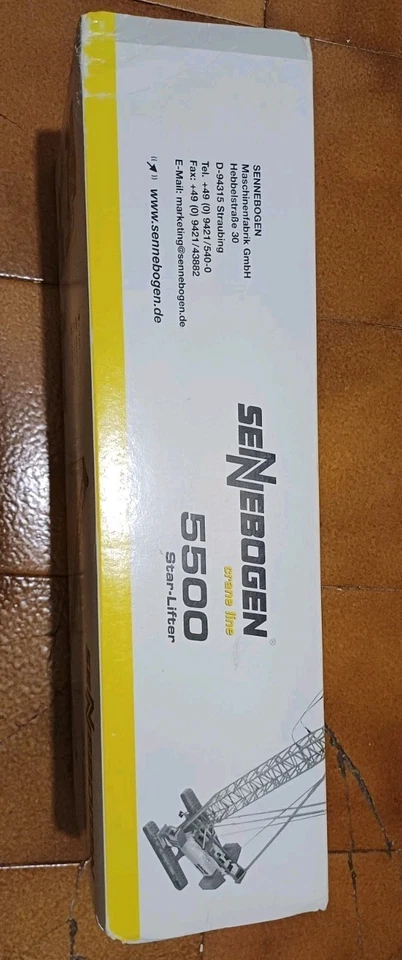 SENNEBOGEN
Maschinenfabrik GmbH
Hebbelstraße 30
D-94315 Straubing
Tel. +49 (0) 9421/540-0
Fax: +49 (0) 9421/43882
E-Mail: marketing@sennebogen.de
www.sennebogen.de
SENNEBOGEN®
crane line
5500
Star-Lifter